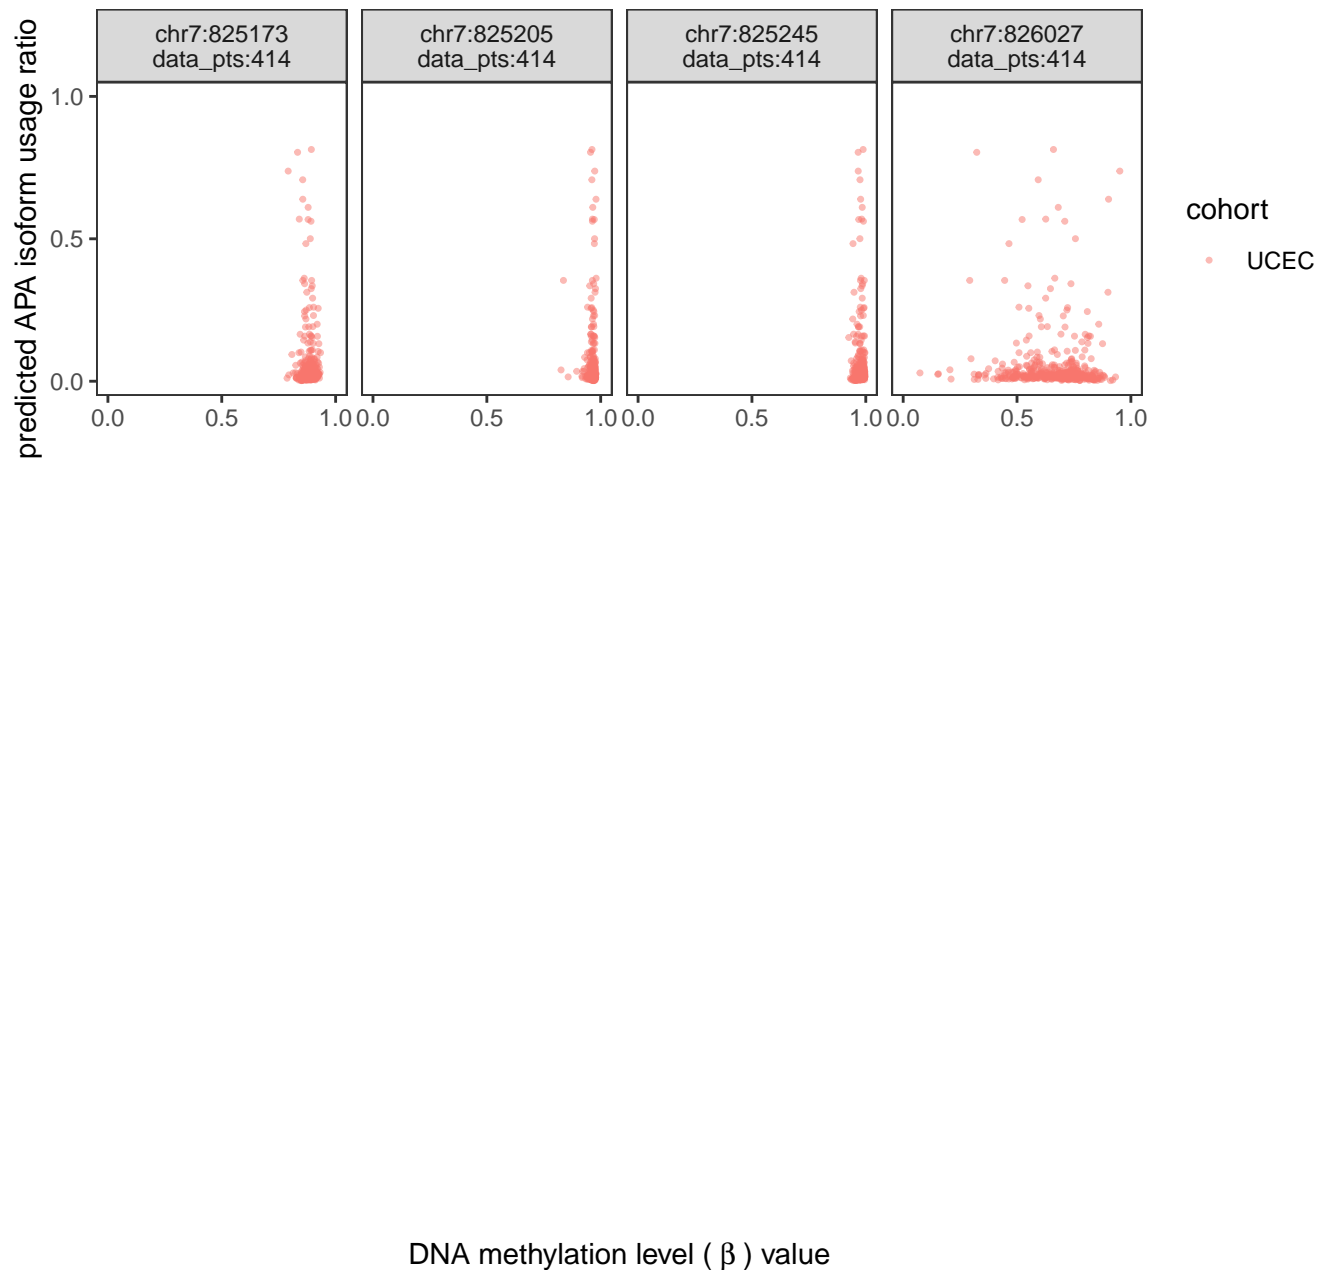 predicted APA isoform usage ratio
chr7:825173
data_pts:414
chr7:825205
data_pts:414
chr7:825245
data_pts:414
chr7:826027
data_pts:414
1.0
0.5
0.0
0.0 0.5 1.0 0.0 0.5 1.0 0.0 0.5 1.0 0.0 0.5 1.0
cohort
UCEC
DNA methylation level ( β ) value